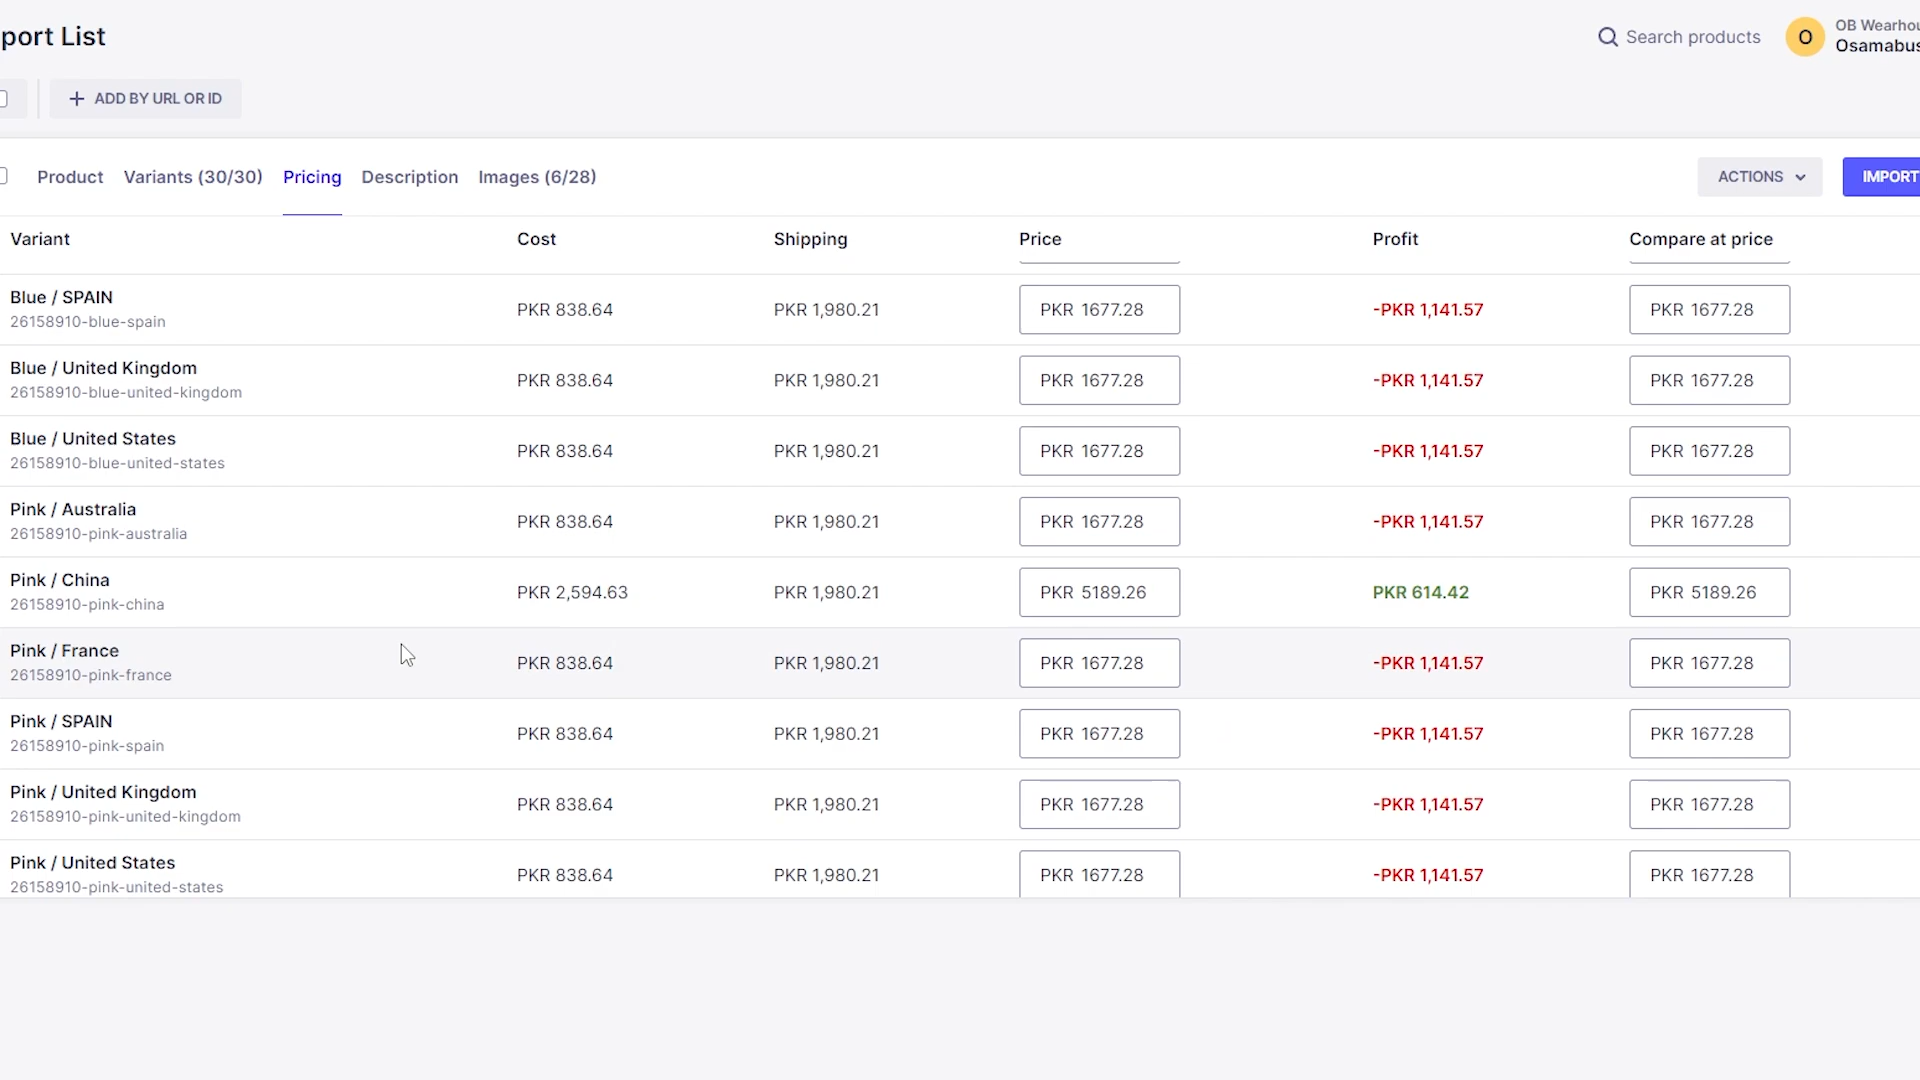 port List
Search products
O
OB Wearhou
Osamabus
+ ADD BY URL OR ID
Product Variants (30/30) Pricing Description Images (6/28)
ACTIONS
IMPORT
Variant Cost Shipping Price Profit Compare at price
Blue / SPAIN
26158910-blue-spain
PKR 838.64 PKR 1,980.21 PKR 1677.28 -PKR 1,141.57 PKR 1677.28
Blue / United Kingdom
26158910-blue-united-kingdom
PKR 838.64 PKR 1,980.21 PKR 1677.28 -PKR 1,141.57 PKR 1677.28
Blue / United States
26158910-blue-united-states
PKR 838.64 PKR 1,980.21 PKR 1677.28 -PKR 1,141.57 PKR 1677.28
Pink / Australia
26158910-pink-australia
PKR 838.64 PKR 1,980.21 PKR 1677.28 -PKR 1,141.57 PKR 1677.28
Pink / China
26158910-pink-china
PKR 2,594.63 PKR 1,980.21 PKR 5189.26 PKR 614.42 PKR 5189.26
Pink / France
26158910-pink-france
PKR 838.64 PKR 1,980.21 PKR 1677.28 -PKR 1,141.57 PKR 1677.28
Pink / SPAIN
26158910-pink-spain
PKR 838.64 PKR 1,980.21 PKR 1677.28 -PKR 1,141.57 PKR 1677.28
Pink / United Kingdom
26158910-pink-united-kingdom
PKR 838.64 PKR 1,980.21 PKR 1677.28 -PKR 1,141.57 PKR 1677.28
Pink / United States
26158910-pink-united-states
PKR 838.64 PKR 1,980.21 PKR 1677.28 -PKR 1,141.57 PKR 1677.28